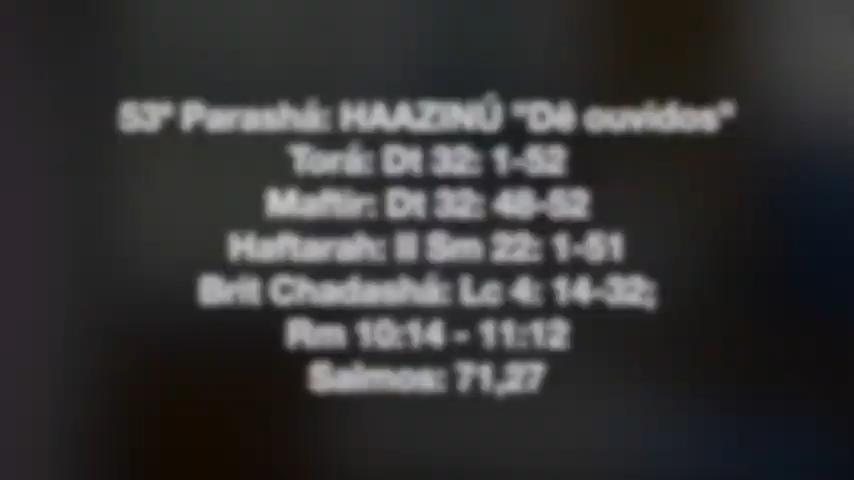 53ª Parashá: HAAZINÚ "Dê ouvidos"
Torá: Dt 32: 1-52
Maftir: Dt 32: 48-52
Haftarah: II Sm 22: 1-51
Brit Chadashá: Lc 4: 14-32;
Rm 10:14 - 11:12
Salmos: 71,27